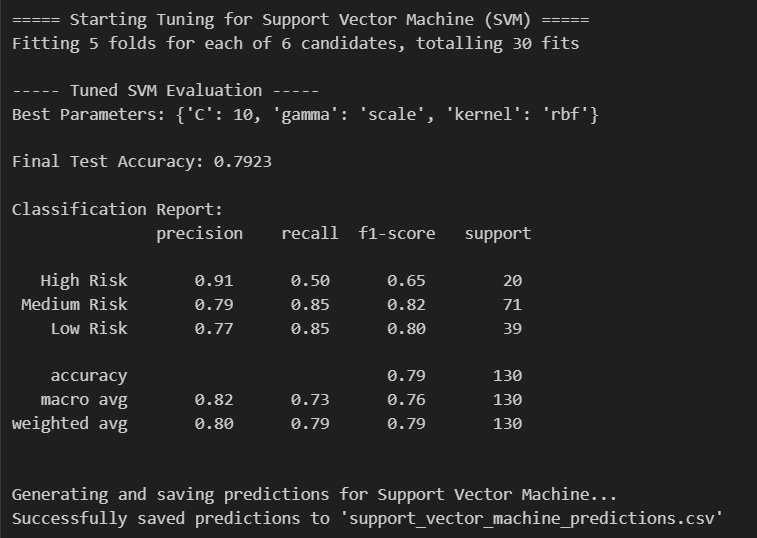 ===== Starting Tuning for Support Vector Machine (SVM) =====
Fitting 5 folds for each of 6 candidates, totalling 30 fits
----- Tuned SVM Evaluation -----
Best Parameters: {'C': 10, 'gamma': 'scale', 'kernel': 'rbf'}
Final Test Accuracy: 0.7923
Classification Report:
precision recall f1-score support
High Risk 0.91 0.50 0.65 20
Medium Risk 0.79 0.85 0.82 71
Low Risk 0.77 0.85 0.80 39
accuracy 0.79 130
macro avg 0.82 0.73 0.76 130
weighted avg 0.80 0.79 0.79 130
Generating and saving predictions for Support Vector Machine...
Successfully saved predictions to 'support_vector_machine_predictions.csv'